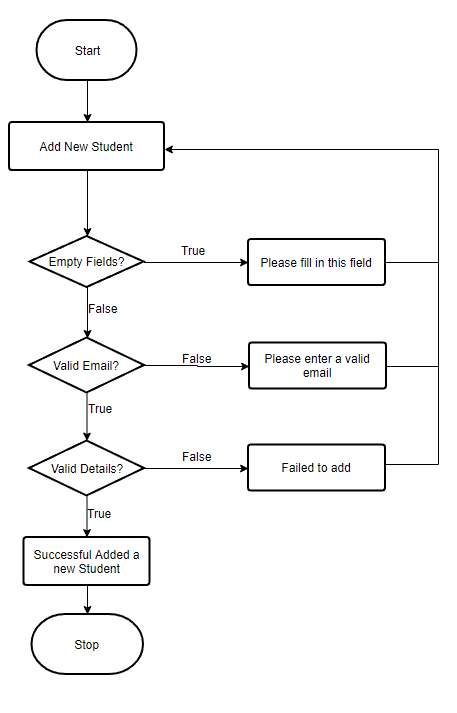 Start
Add New Student
Empty Fields?
True
Please fill in this field
False
Valid Email?
False
Please enter a valid
email
True
Valid Details?
False
Failed to add
True
Successful Added a
new Student
Stop